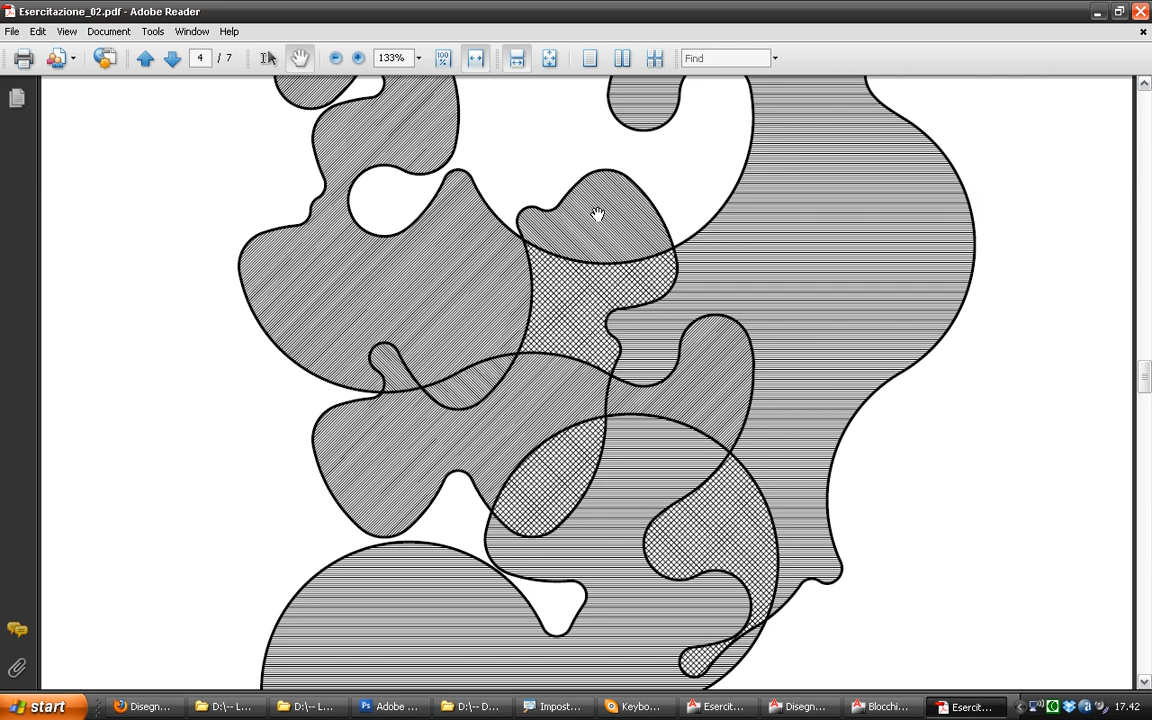 Esercitazione_02.pdf - Adobe Reader
File Edit View Document Tools Window Help
4 / 7 133% Find
start Disegn... D:\-- L... D:\-- L... Adobe ... D:\-- D... Impost... Keybo... Esercit... Disegn... Blocchi... Esercit... 17.42